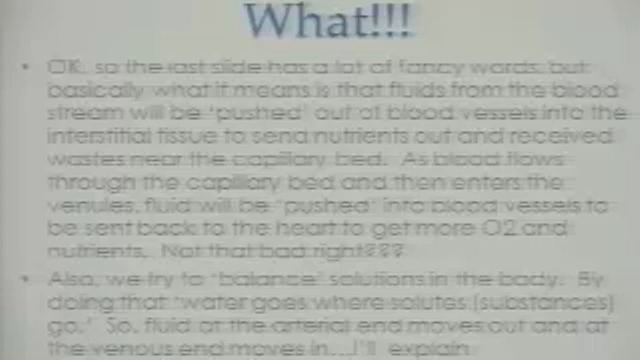 What!!!
• OK, so the last slide has a lot of fancy words, but
basically what it means is that fluids from the blood
stream will be 'pushed' out of blood vessels into the
interstitial tissue to send nutrients out and received
wastes near the capillary bed. As blood flows
through the capillary bed and then enters the
venules, fluid will be 'pushed' into blood vessels to
be sent back to the heart to get more O2 and
nutrients. Not that bad right???
• Also, we try to 'balance' solutions in the body. By
doing that 'water goes where solutes (substances)
go.' So, fluid at the arterial end moves out and at
the venous end moves in...I'll explain